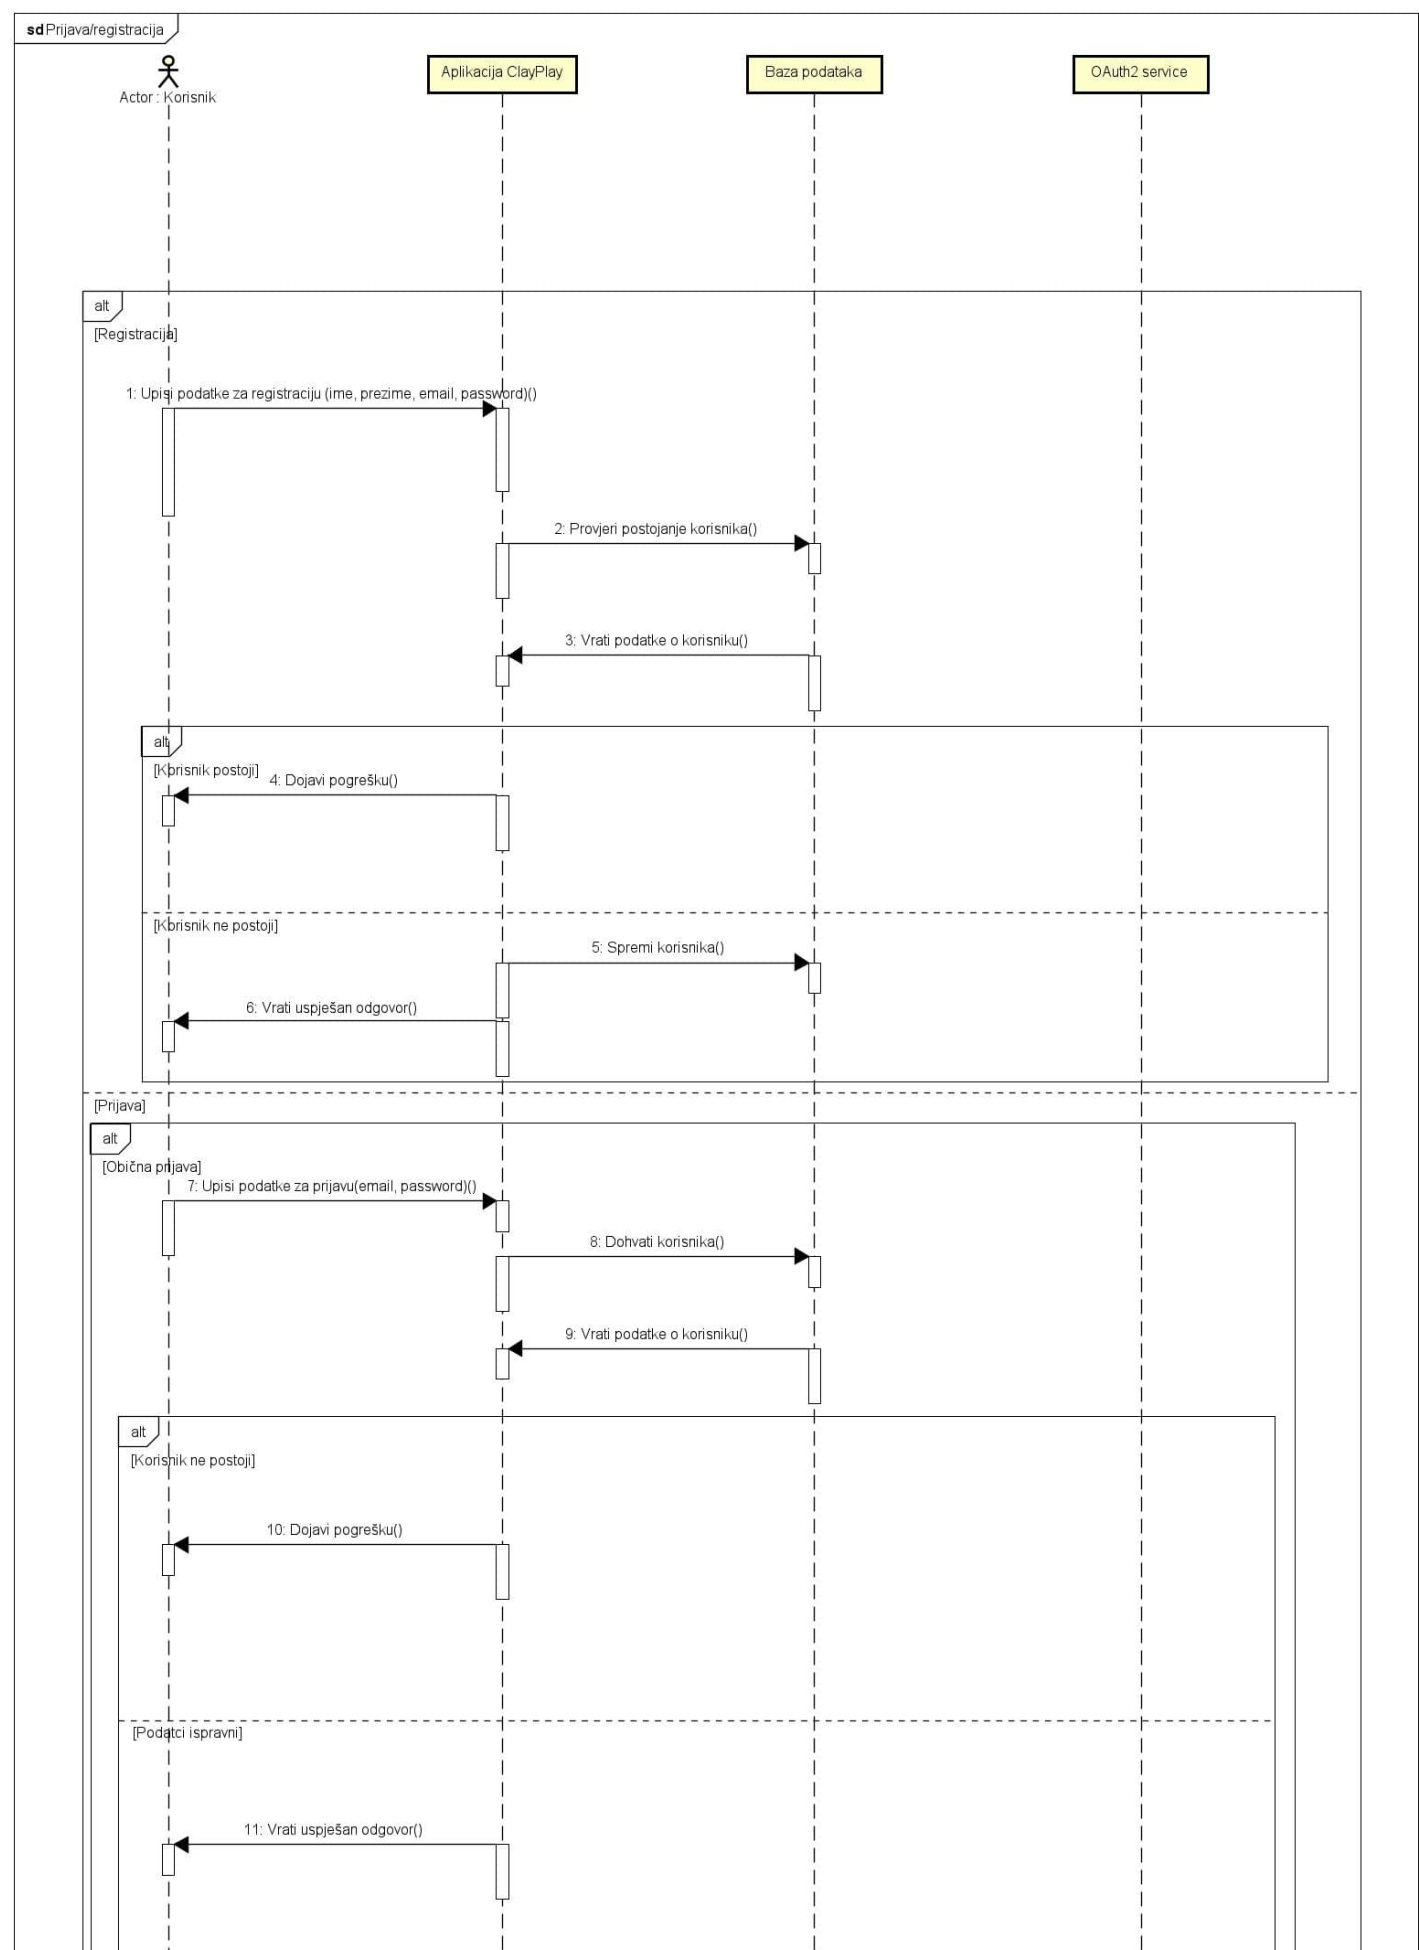 sd Prijava/registracija
Actor : Korisnik
Aplikacija ClayPlay
Baza podataka
OAuth2 service
alt
[Registracija]
1: Upisi podatke za registraciju (ime, prezime, email, password)()
2: Provjeri postojanje korisnika()
3: Vrati podatke o korisniku()
alt
[Korisnik postoji]
4: Dojavi pogrešku()
[Korisnik ne postoji]
5: Spremi korisnika()
6: Vrati uspješan odgovor()
[Prijava]
alt
[Obična prijava]
7: Upisi podatke za prijavu(email, password)()
8: Dohvati korisnika()
9: Vrati podatke o korisniku()
alt
[Korisnik ne postoji]
10: Dojavi pogrešku()
[Podatci ispravni]
11: Vrati uspješan odgovor()